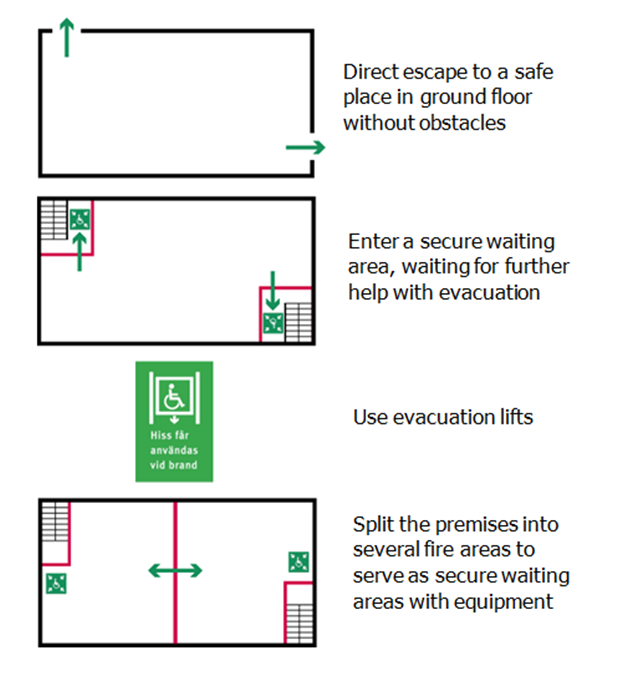 Direct escape to a safe
place in ground floor
without obstacles
Enter a secure waiting
area, waiting for further
help with evacuation
Hiss får
användas
vid brand
Use evacuation lifts
Split the premises into
several fire areas to
serve as secure waiting
areas with equipment